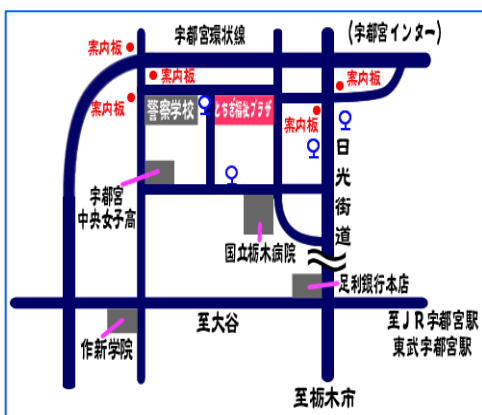 宇都宮環状線
(宇都宮インター)
案内板
案内板
案内板
案内板
案内板
警察学校
とちぎ福祉プラザ
日光街道
宇都宮
中央女子高
国立栃木病院
足利銀行本店
作新学院
至大谷
至JR宇都宮駅
東武宇都宮駅
至栃木市